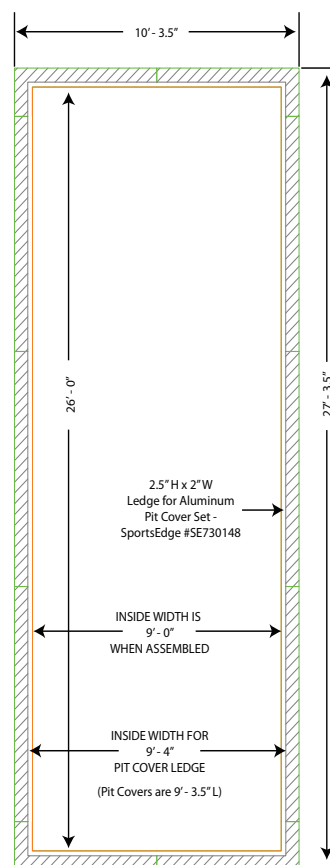 10’ - 3.5”
26’ - 0”
27’ - 3.5”
2.5” H x 2” W
Ledge for Aluminum
Pit Cover Set -
SportsEdge #SE730148
INSIDE WIDTH IS
9’ - 0”
WHEN ASSEMBLED
INSIDE WIDTH FOR
9’ - 4”
PIT COVER LEDGE
(Pit Covers are 9’ - 3.5” L)